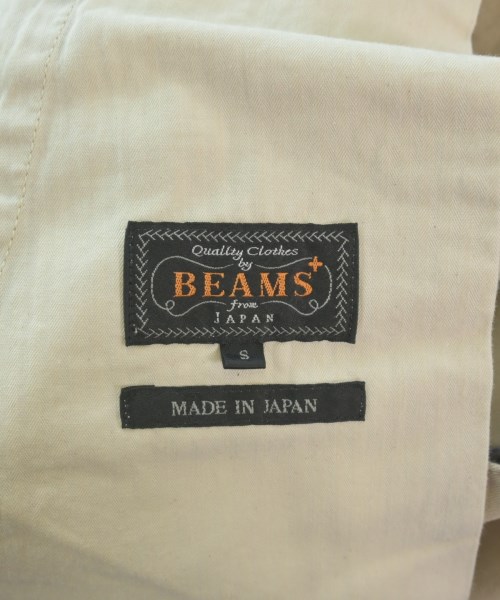 Quality Clothes
by
BEAMS+
from
JAPAN
S
MADE IN JAPAN